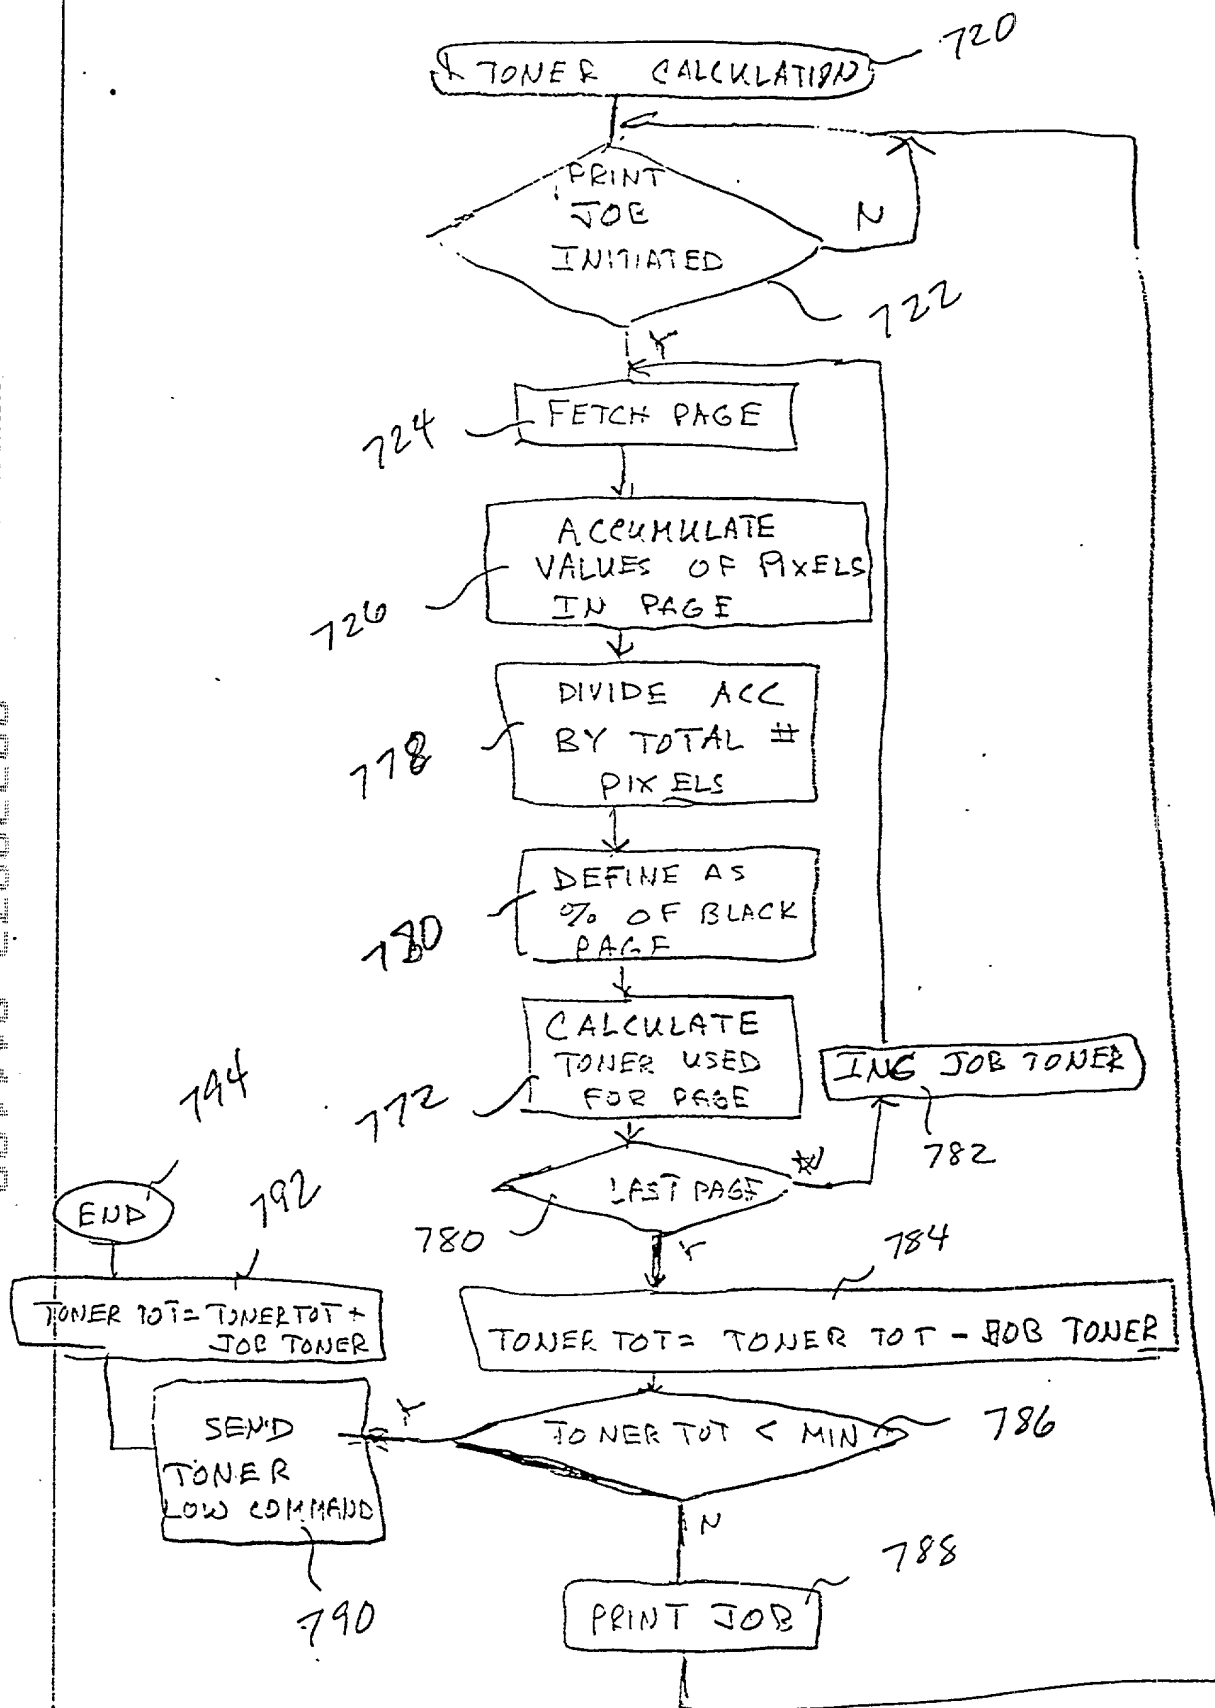 720
TONER CALCULATION
PRINT
JOB
INITIATED
N
722
Y
FETCH PAGE
724
ACCUMULATE
VALUES OF PIXELS
IN PAGE
726
DIVIDE ACC
BY TOTAL #
PIXELS
778
DEFINE AS
% OF BLACK
PAGE
780
CALCULATE
TONER USED
FOR PAGE
772
INC JOB TONER
782
LAST PAGE
N
780
Y
784
TONER TOT = TONER TOT - JOB TONER
TONER TOT < MIN
786
Y
N
794
END
792
TONER TOT = TONER TOT +
JOB TONER
SEND
TONER
LOW COMMAND
790
788
PRINT JOB